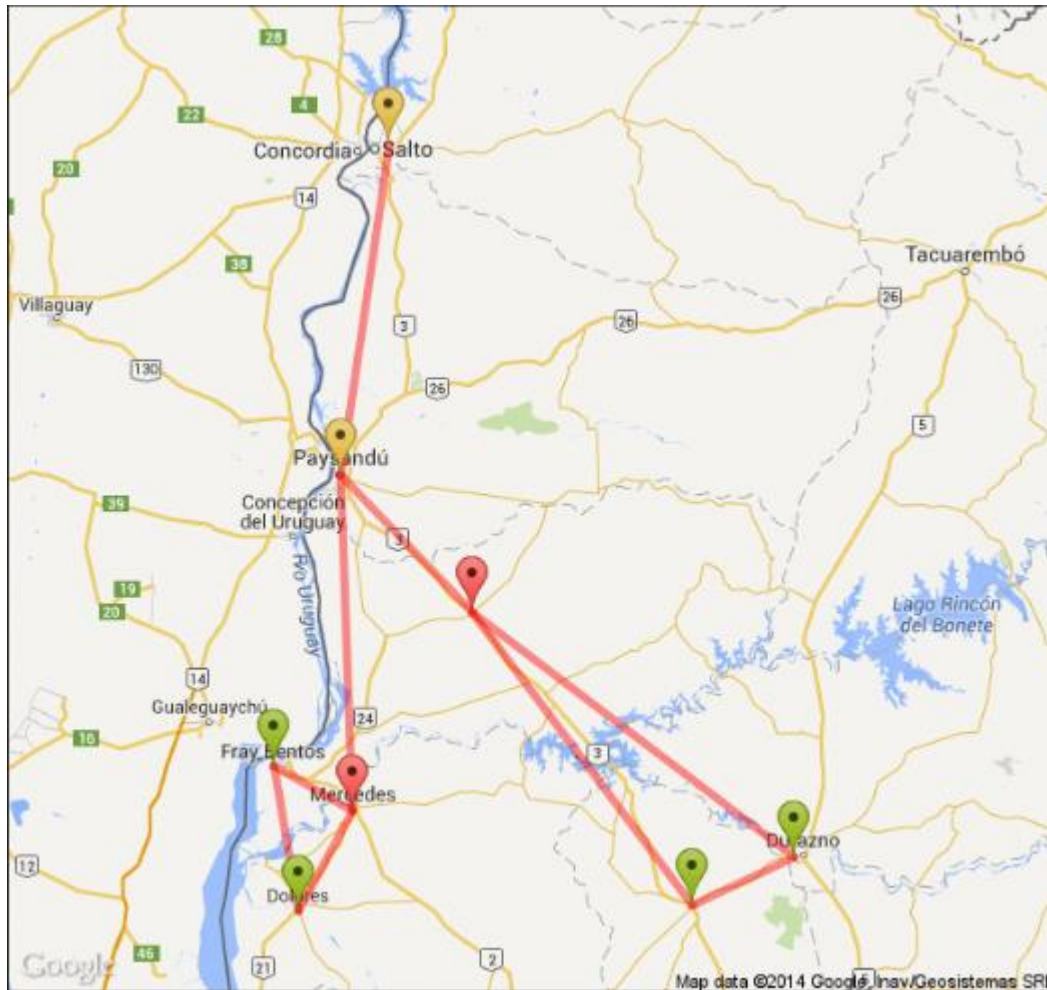 28
4
22
20
Concordia
Salto
14
38
Tacuarembó
26
Villaguay
3
26
130
26
5
Paysandú
39
Concepción
del Uruguay
3
Rvo Uruguay
19
20
Lago Rincón
del Bonete
14
Gualeguaychú
24
16
Fray Bentos
3
Mercedes
Durazno
12
Dolores
46
21
2
Google
Map data ©2014 Google, Inav/Geosistemas SRL